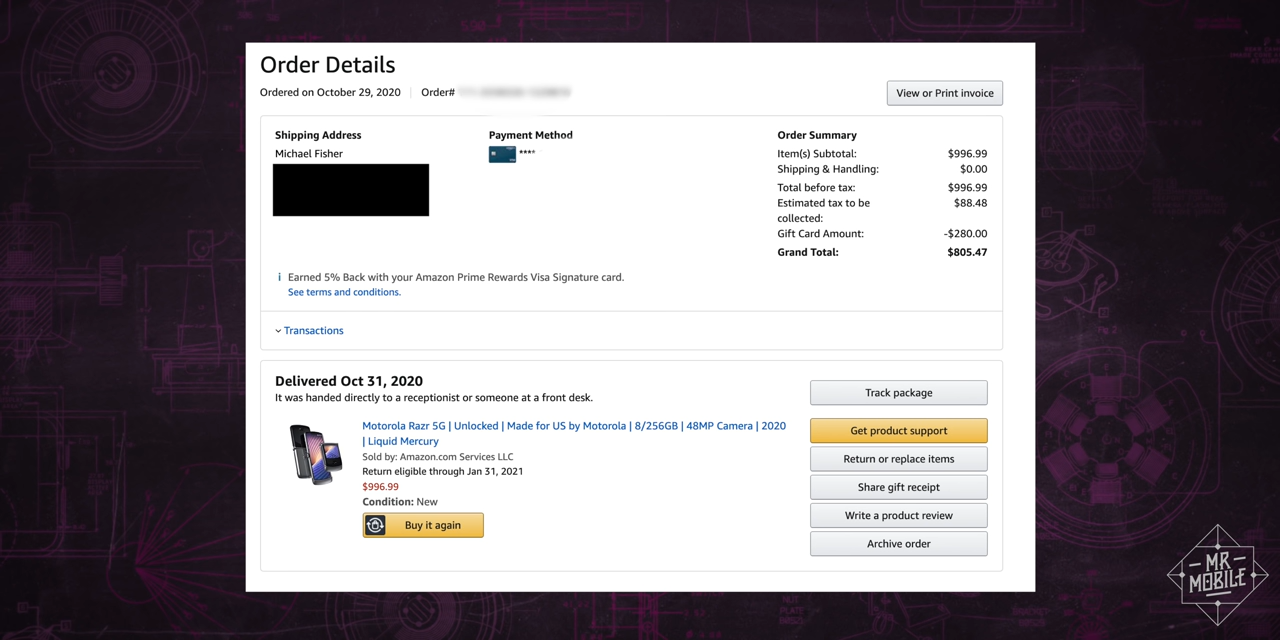 Order Details
Ordered on October 29, 2020
Order#
View or Print invoice
Shipping Address
Michael Fisher
Payment Method
****
Order Summary
Item(s) Subtotal: $996.99
Shipping & Handling: $0.00
Total before tax: $996.99
Estimated tax to be $88.48
collected:
Gift Card Amount: -$280.00
Grand Total: $805.47
i Earned 5% Back with your Amazon Prime Rewards Visa Signature card.
See terms and conditions.
Transactions
Delivered Oct 31, 2020
It was handed directly to a receptionist or someone at a front desk.
Motorola Razr 5G | Unlocked | Made for US by Motorola | 8/256GB | 48MP Camera | 2020
| Liquid Mercury
Sold by: Amazon.com Services LLC
Return eligible through Jan 31, 2021
$996.99
Condition: New
Buy it again
Track package
Get product support
Return or replace items
Share gift receipt
Write a product review
Archive order
MR
MOBILE